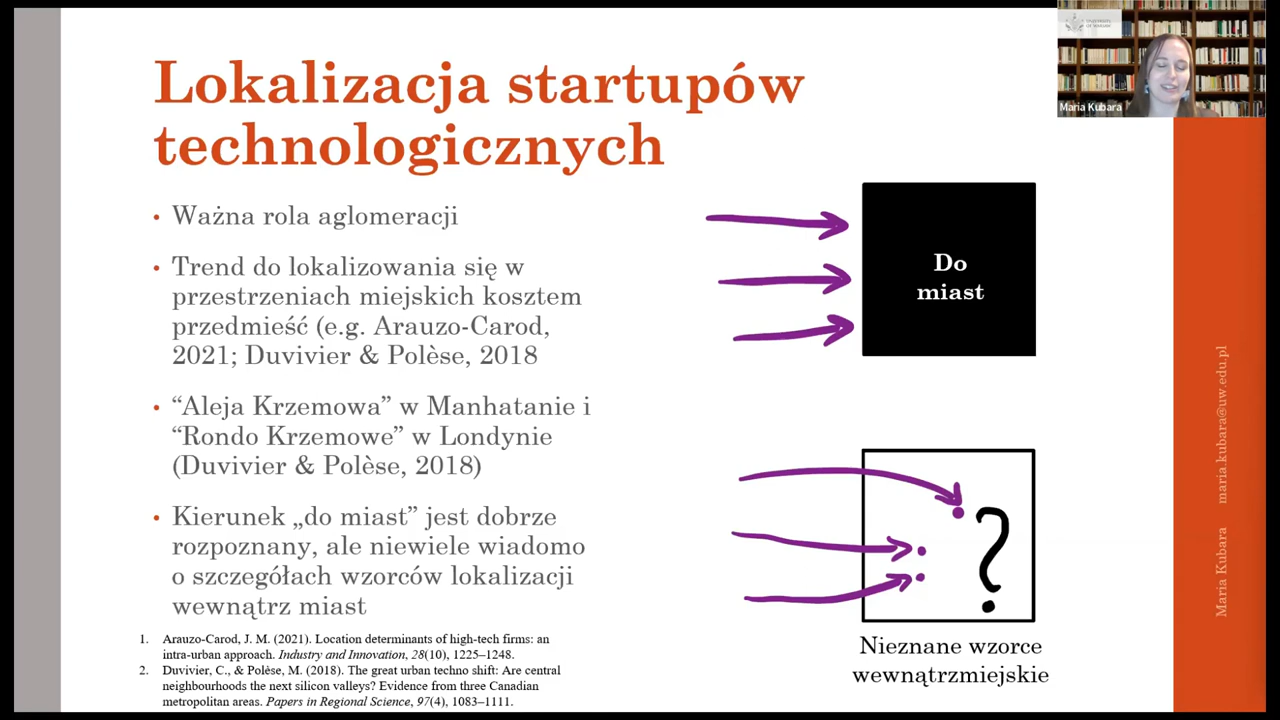 Lokalizacja startupów
technologicznych
• Ważna rola aglomeracji
• Trend do lokalizowania się w
przestrzeniach miejskich kosztem
przedmieść (e.g. Arauzo-Carod,
2021; Duvivier & Polèse, 2018
• “Aleja Krzemowa” w Manhatanie i
“Rondo Krzemowe” w Londynie
(Duvivier & Polèse, 2018)
• Kierunek „do miast” jest dobrze
rozpoznany, ale niewiele wiadomo
o szczegółach wzorców lokalizacji
wewnątrz miast
1. Arauzo-Carod, J. M. (2021). Location determinants of high-tech firms: an
intra-urban approach. Industry and Innovation, 28(10), 1225–1248.
2. Duvivier, C., & Polèse, M. (2018). The great urban techno shift: Are central
neighbourhoods the next silicon valleys? Evidence from three Canadian
metropolitan areas. Papers in Regional Science, 97(4), 1083–1111.
Do
miast
?
Nieznane wzorce
wewnątrzmiejskie
UNIVERSITY
OF WARSAW
Maria Kubara
Maria Kubara maria.kubara@uw.edu.pl